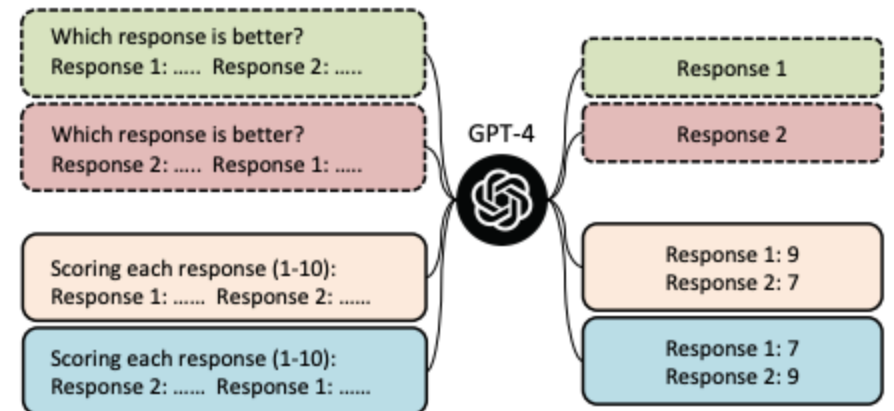 Which response is better?
Response 1: ..... Response 2: .....
Which response is better?
Response 2: ..... Response 1: .....
Scoring each response (1-10):
Response 1: ...... Response 2: ......
Scoring each response (1-10):
Response 2: ...... Response 1: ......
GPT-4
Response 1
Response 2
Response 1: 9
Response 2: 7
Response 1: 7
Response 2: 9